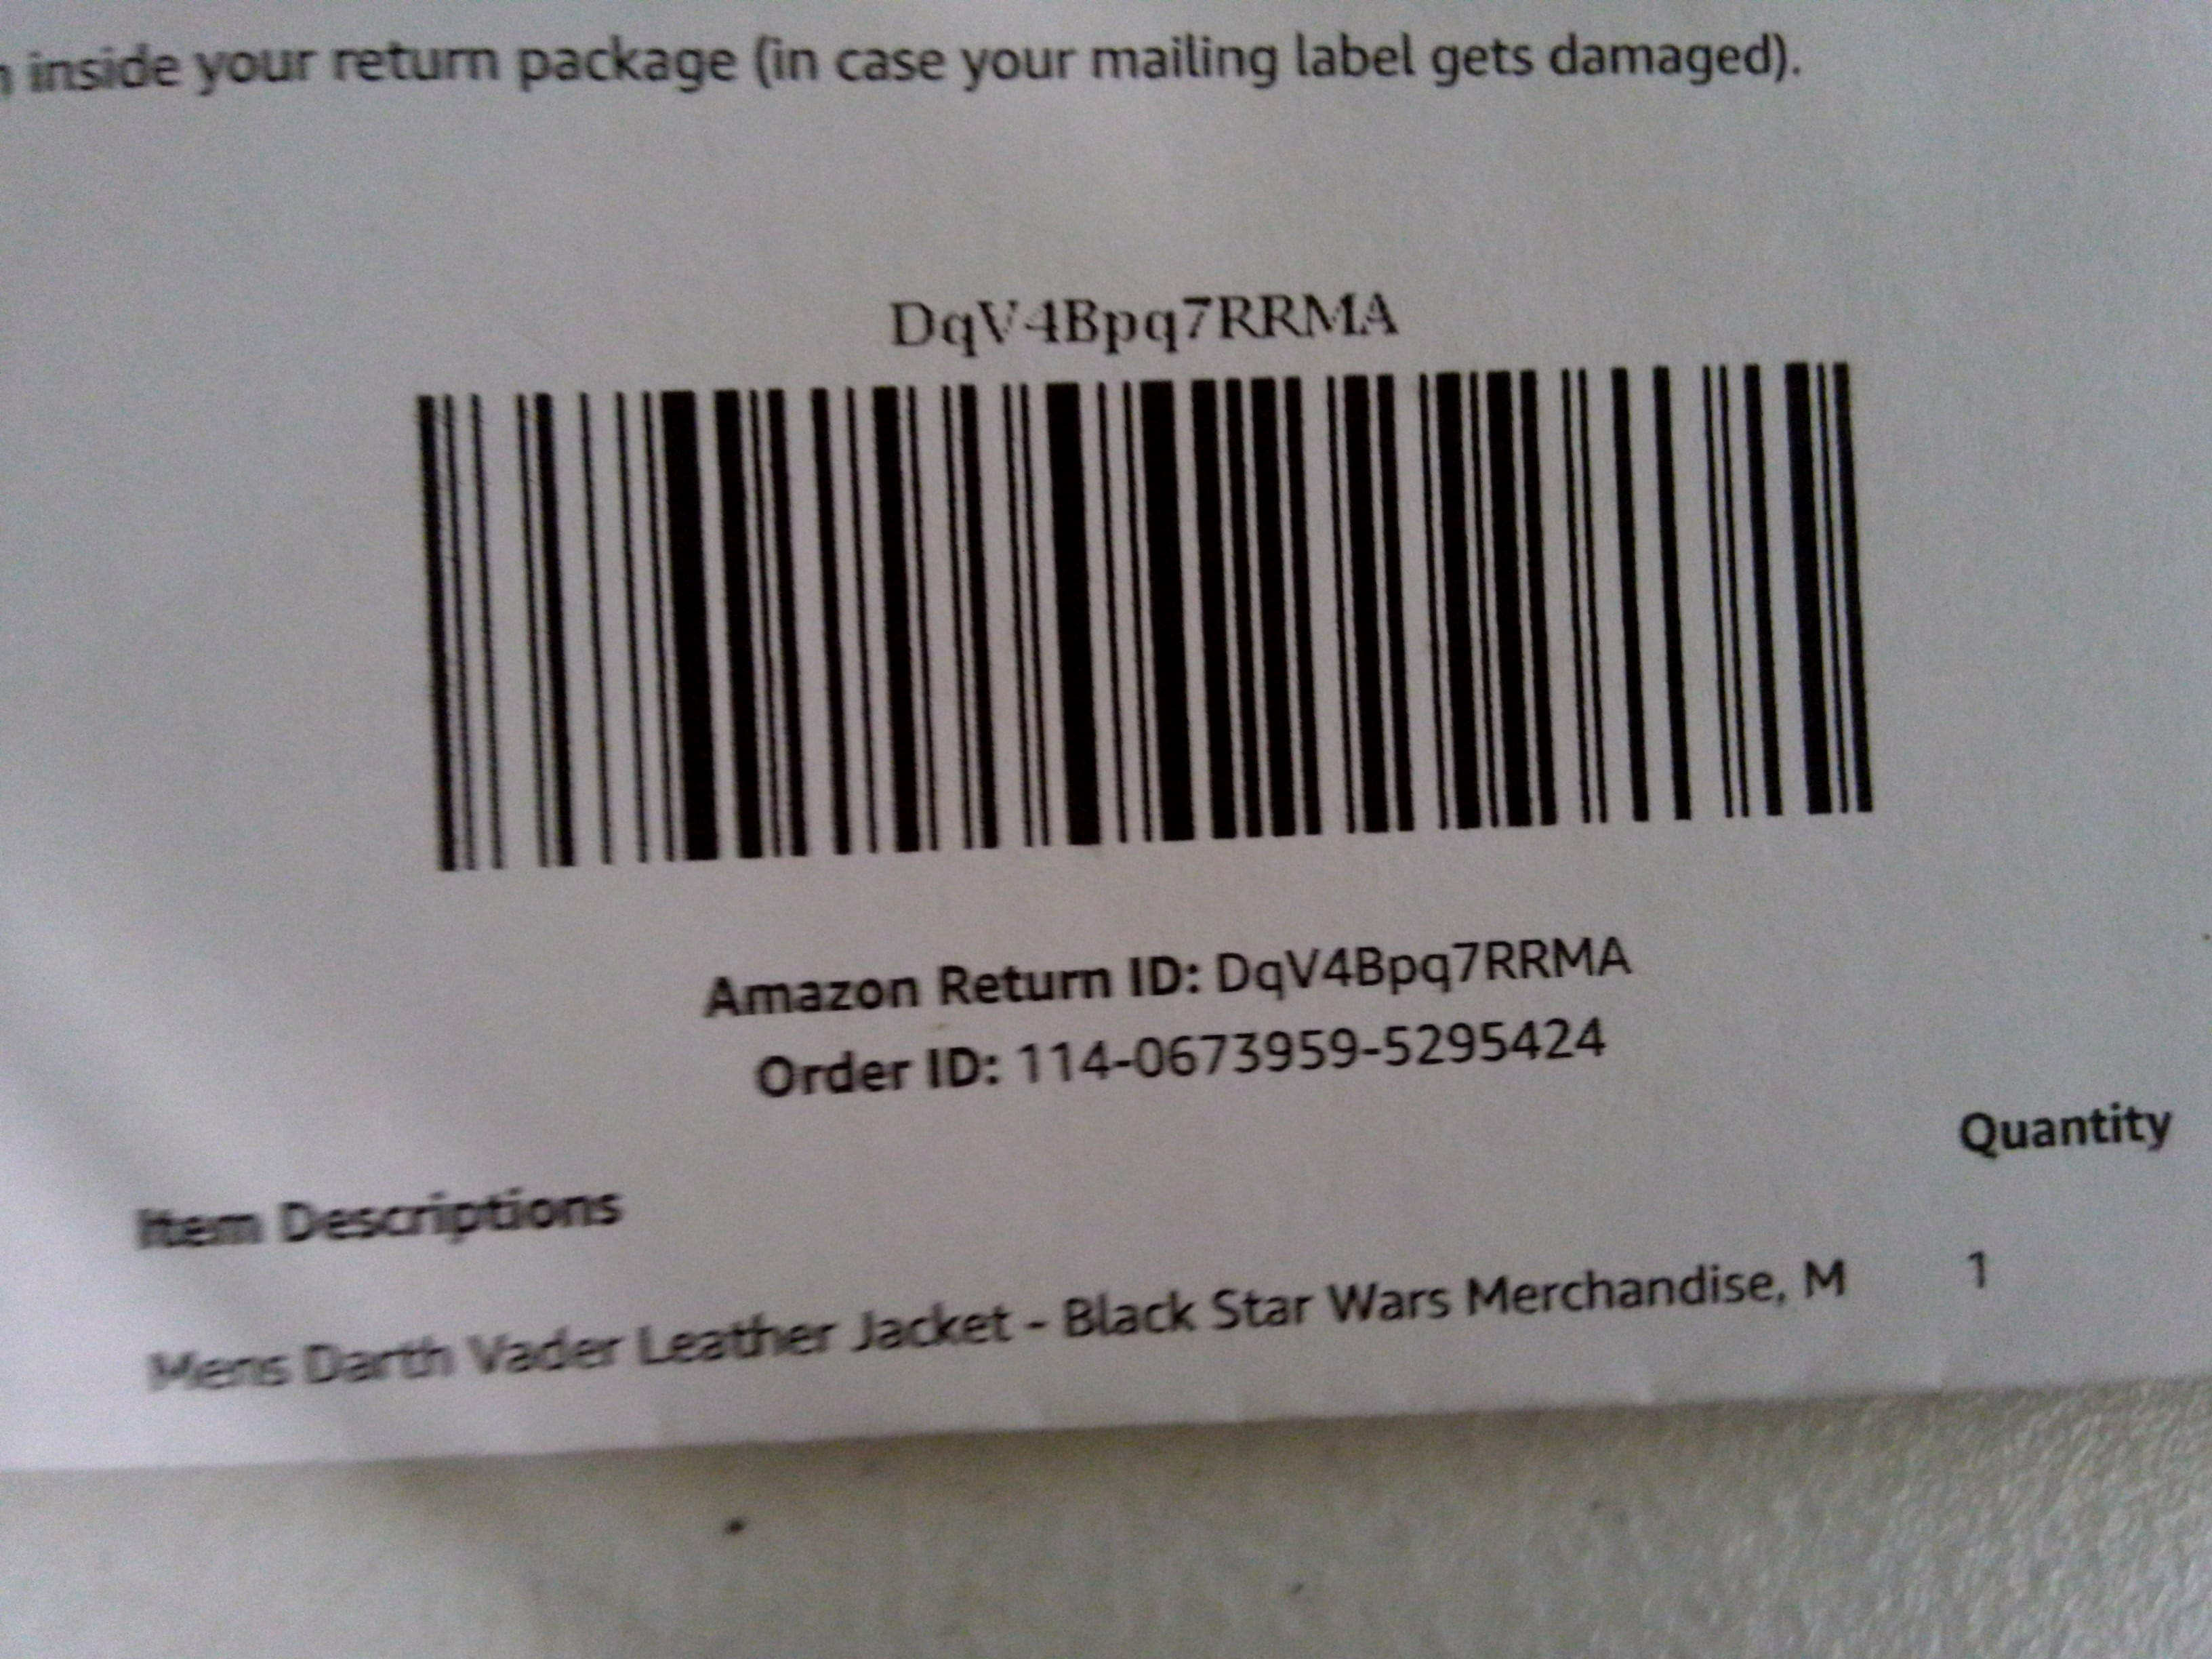 inside your return package (in case your mailing label gets damaged).
DqV4Bpq7RRMA
Amazon Return ID: DqV4Bpq7RRMA
Order ID: 114-0673959-5295424
Item Descriptions Quantity
Mens Darth Vader Leather Jacket - Black Star Wars Merchandise, M 1